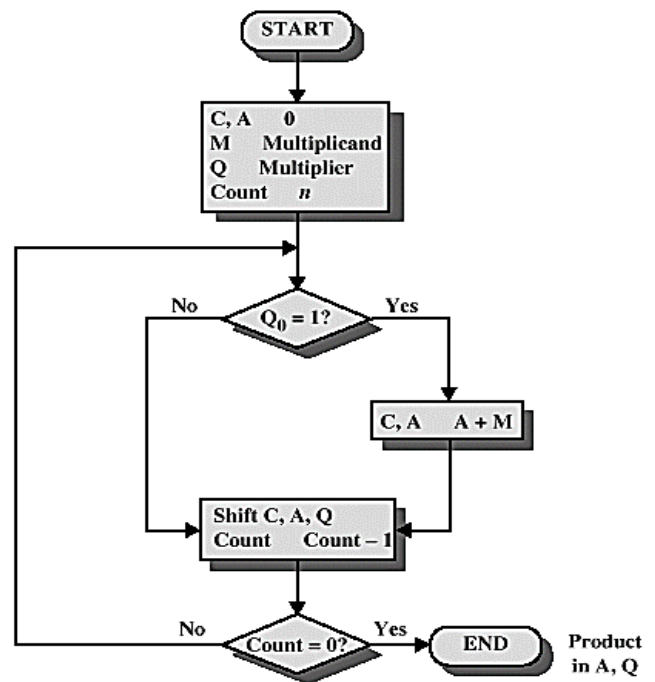 START
C, A 0
M Multiplicand
Q Multiplier
Count n
No
Q₀ = 1?
Yes
C, A A + M
Shift C, A, Q
Count Count – 1
No
Count = 0?
Yes
END
Product
in A, Q